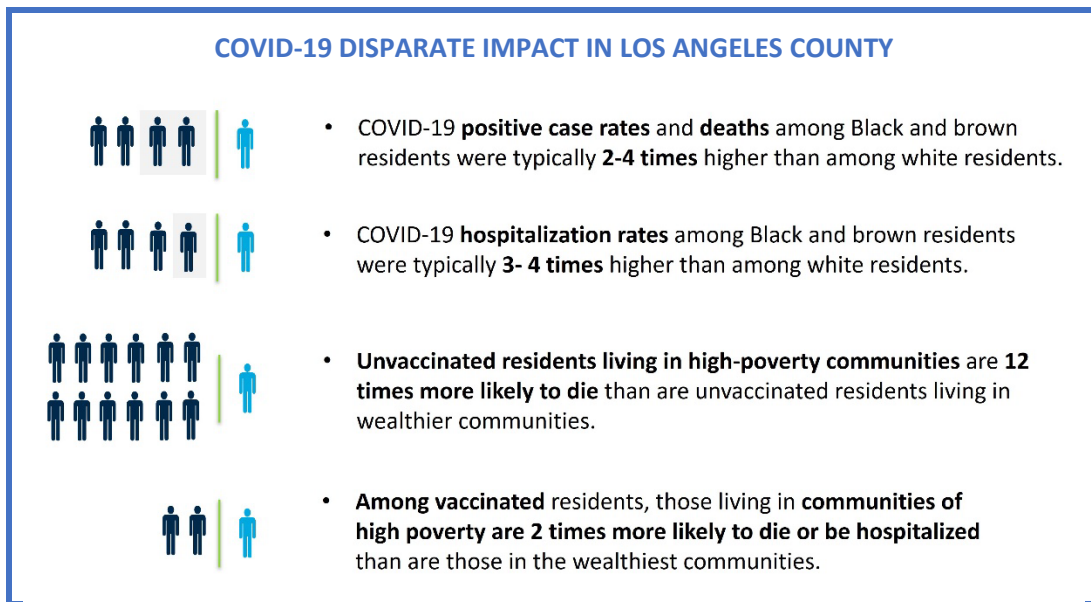 COVID-19 DISPARATE IMPACT IN LOS ANGELES COUNTY
• COVID-19 positive case rates and deaths among Black and brown
residents were typically 2-4 times higher than among white residents.
• COVID-19 hospitalization rates among Black and brown residents
were typically 3- 4 times higher than among white residents.
• Unvaccinated residents living in high-poverty communities are 12
times more likely to die than are unvaccinated residents living in
wealthier communities.
• Among vaccinated residents, those living in communities of
high poverty are 2 times more likely to die or be hospitalized
than are those in the wealthiest communities.